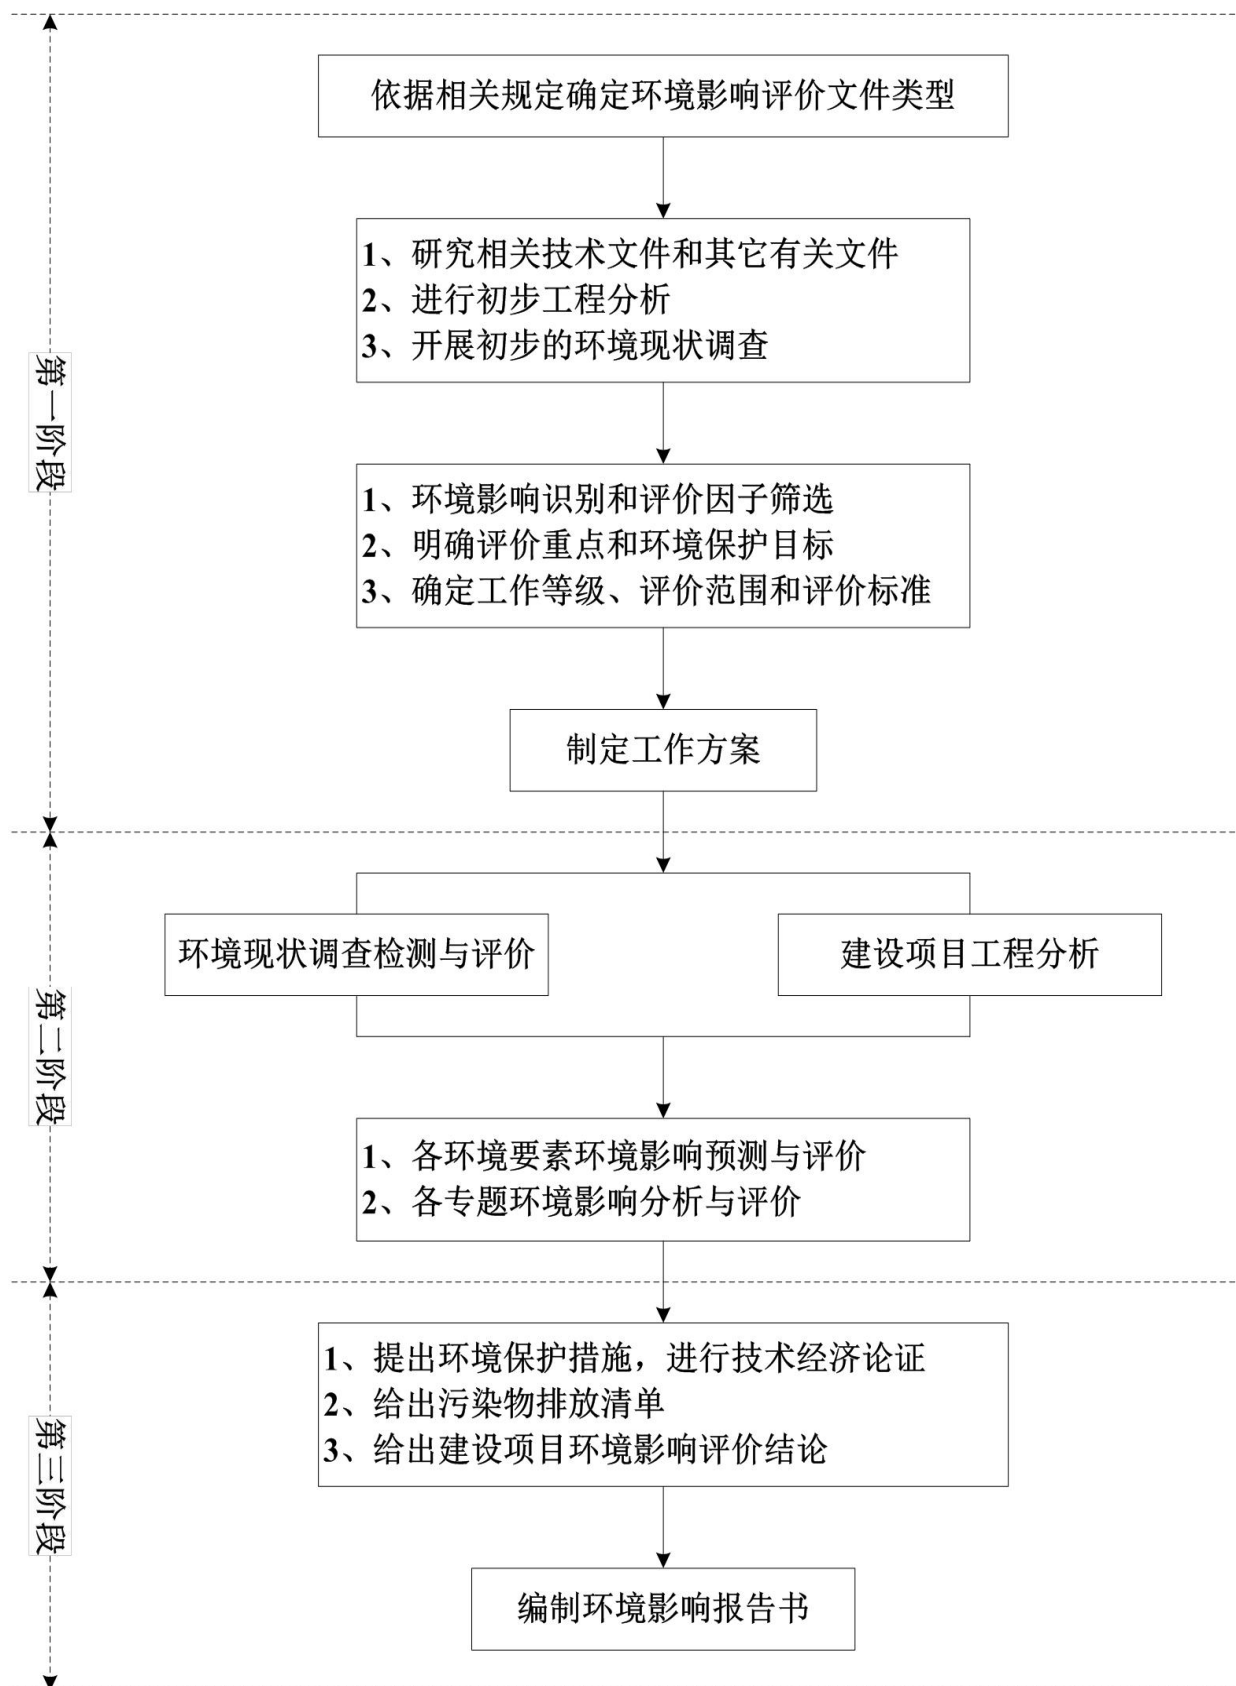 依据相关规定确定环境影响评价文件类型
1、研究相关技术文件和其它有关文件
2、进行初步工程分析
3、开展初步的环境现状调查
第一阶段
1、环境影响识别和评价因子筛选
2、明确评价重点和环境保护目标
3、确定工作等级、评价范围和评价标准
制定工作方案
环境现状调查检测与评价
建设项目工程分析
第二阶段
1、各环境要素环境影响预测与评价
2、各专题环境影响分析与评价
1、提出环境保护措施，进行技术经济论证
2、给出污染物排放清单
3、给出建设项目环境影响评价结论
第三阶段
编制环境影响报告书